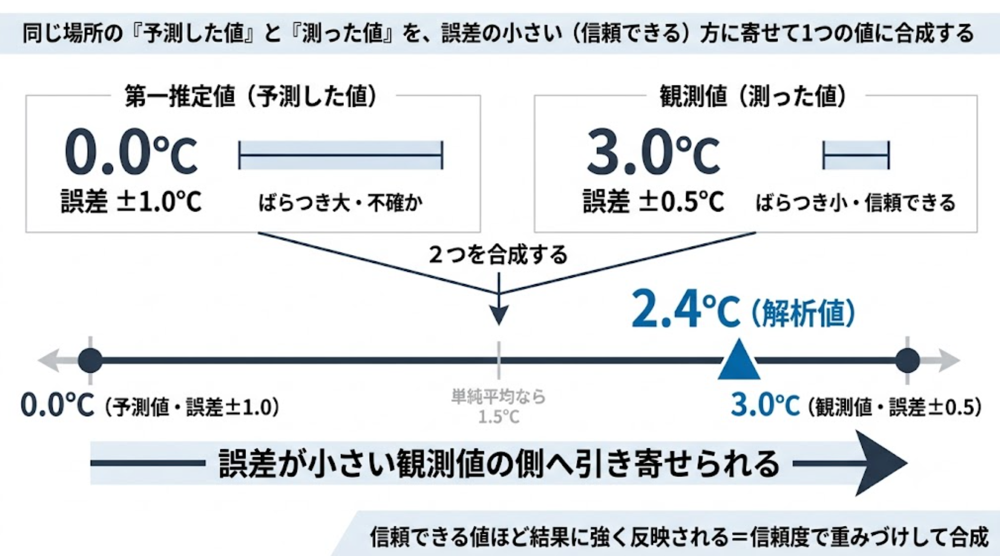 同じ場所の『予測した値』と『測った値』を、誤差の小さい（信頼できる）方に寄せて1つの値に合成する
第一推定値（予測した値）
0.0℃
誤差 ±1.0℃
ばらつき大・不確か
観測値（測った値）
3.0℃
誤差 ±0.5℃
ばらつき小・信頼できる
２つを合成する
2.4℃（解析値）
0.0℃（予測値・誤差±1.0）
単純平均なら
1.5℃
3.0℃（観測値・誤差±0.5）
誤差が小さい観測値の側へ引き寄せられる
信頼できる値ほど結果に強く反映される＝信頼度で重みづけして合成